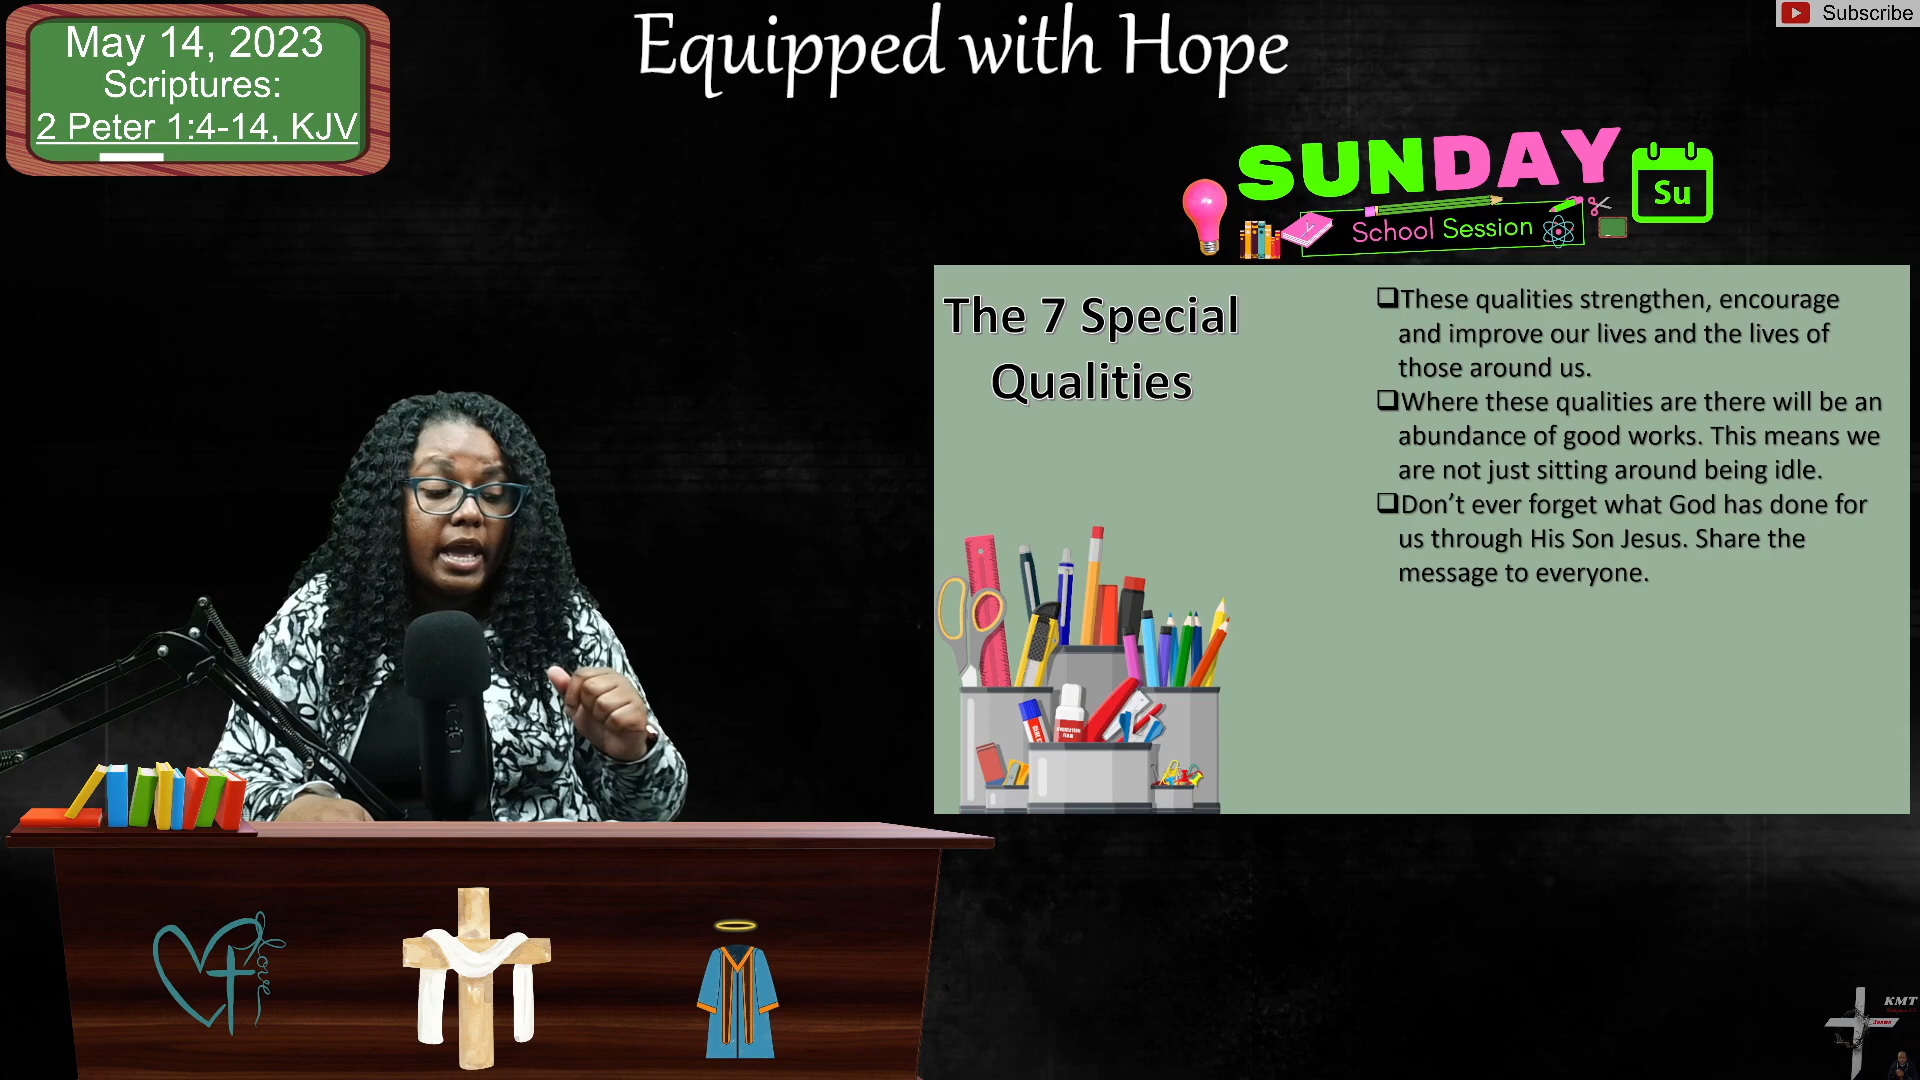 May 14, 2023
Scriptures:
2 Peter 1:4-14, KJV
Equipped with Hope
Subscribe
SUNDAY
Su
School Session
The 7 Special
Qualities
❑These qualities strengthen, encourage
and improve our lives and the lives of
those around us.
❑Where these qualities are there will be an
abundance of good works. This means we
are not just sitting around being idle.
❑Don’t ever forget what God has done for
us through His Son Jesus. Share the
message to everyone.
Love
KMT